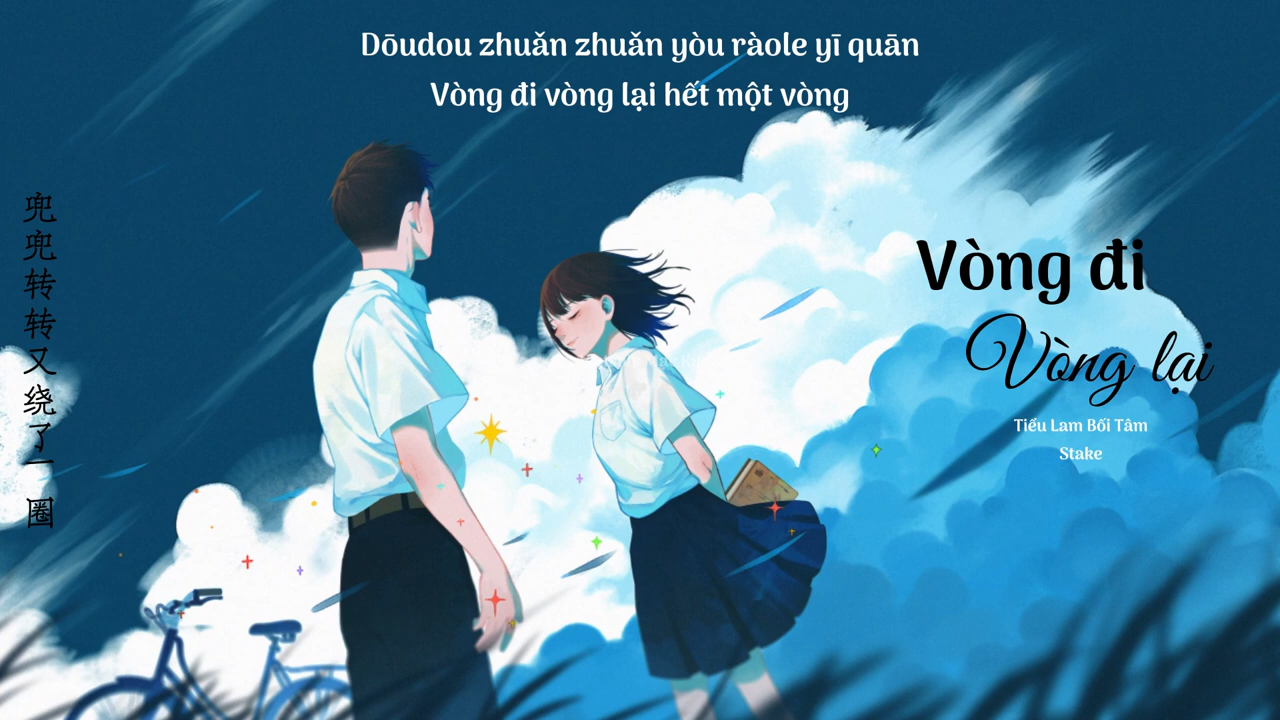 Dōudou zhuǎn zhuǎn yòu ràole yī quān
Vòng đi vòng lại hết một vòng
兜兜转转又绕了一圈
Vòng đi
Vòng lại
Tiểu Lam Bối Tâm
Stake